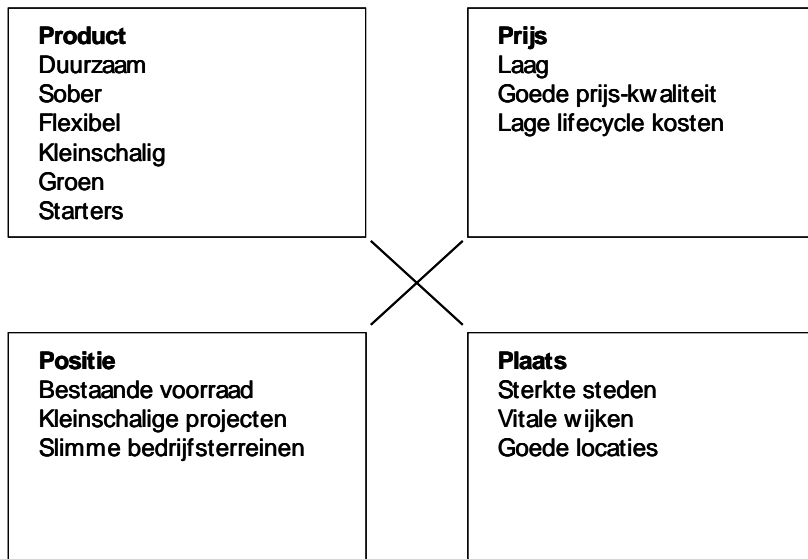 Product
Duurzaam
Sober
Flexibel
Kleinschalig
Groen
Starters
Prijs
Laag
Goede prijs-kwaliteit
Lage lifecycle kosten
Positie
Bestaande voorraad
Kleinschalige projecten
Slimme bedrijfsterreinen
Plaats
Sterkte steden
Vitale wijken
Goede locaties